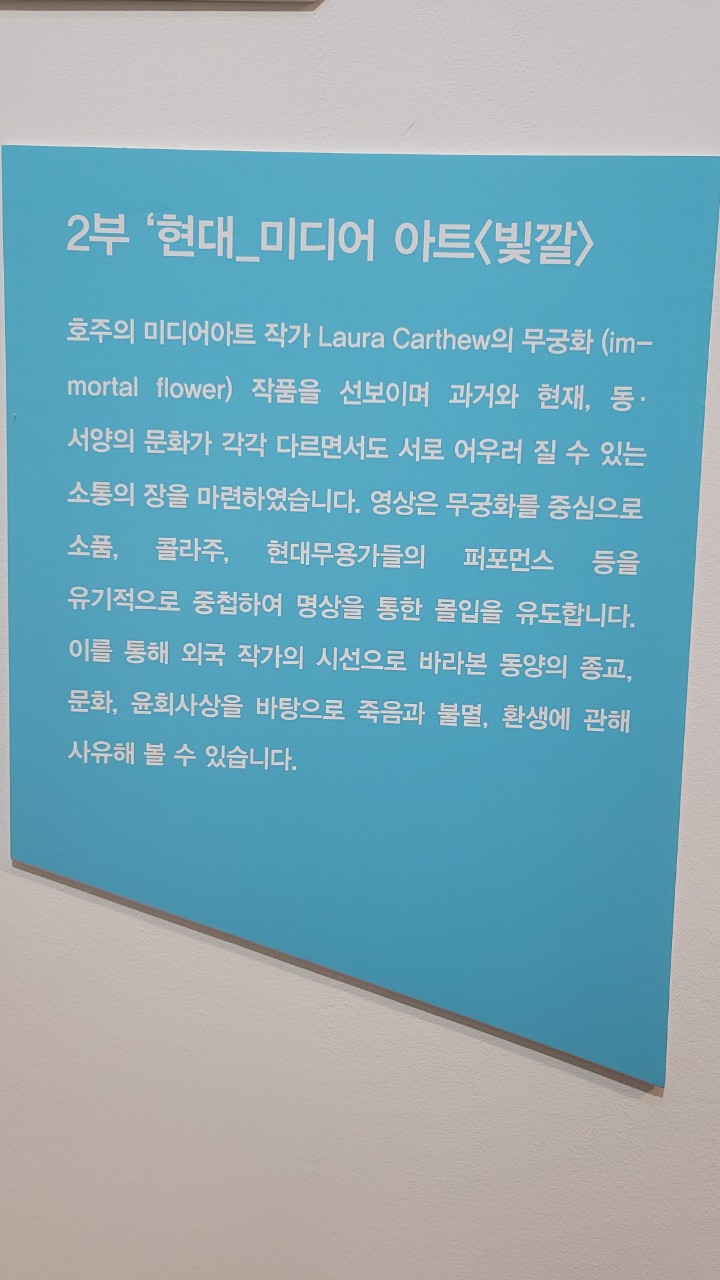 2부 ‘현대_미디어 아트〈빛깔〉
호주의 미디어아트 작가 Laura Carthew의 무궁화 (im-
mortal flower) 작품을 선보이며 과거와 현재, 동·
서양의 문화가 각각 다르면서도 서로 어우러 질 수 있는
소통의 장을 마련하였습니다. 영상은 무궁화를 중심으로
소품, 콜라주, 현대무용가들의 퍼포먼스 등을
유기적으로 중첩하여 명상을 통한 몰입을 유도합니다.
이를 통해 외국 작가의 시선으로 바라본 동양의 종교,
문화, 윤회사상을 바탕으로 죽음과 불멸, 환생에 관해
사유해 볼 수 있습니다.